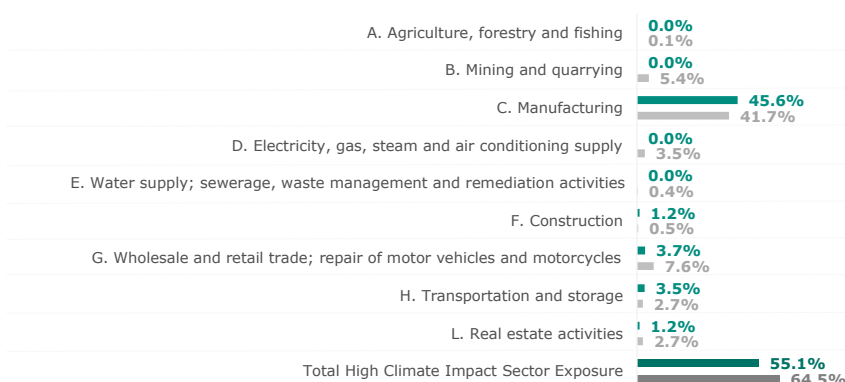 A. Agriculture, forestry and fishing 0.0%
0.1%
B. Mining and quarrying 0.0%
5.4%
C. Manufacturing 45.6%
41.7%
D. Electricity, gas, steam and air conditioning supply 0.0%
3.5%
E. Water supply; sewerage, waste management and remediation activities 0.0%
0.4%
F. Construction 1.2%
0.5%
G. Wholesale and retail trade; repair of motor vehicles and motorcycles 3.7%
7.6%
H. Transportation and storage 3.5%
2.7%
L. Real estate activities 1.2%
2.7%
Total High Climate Impact Sector Exposure 55.1%
64.5%